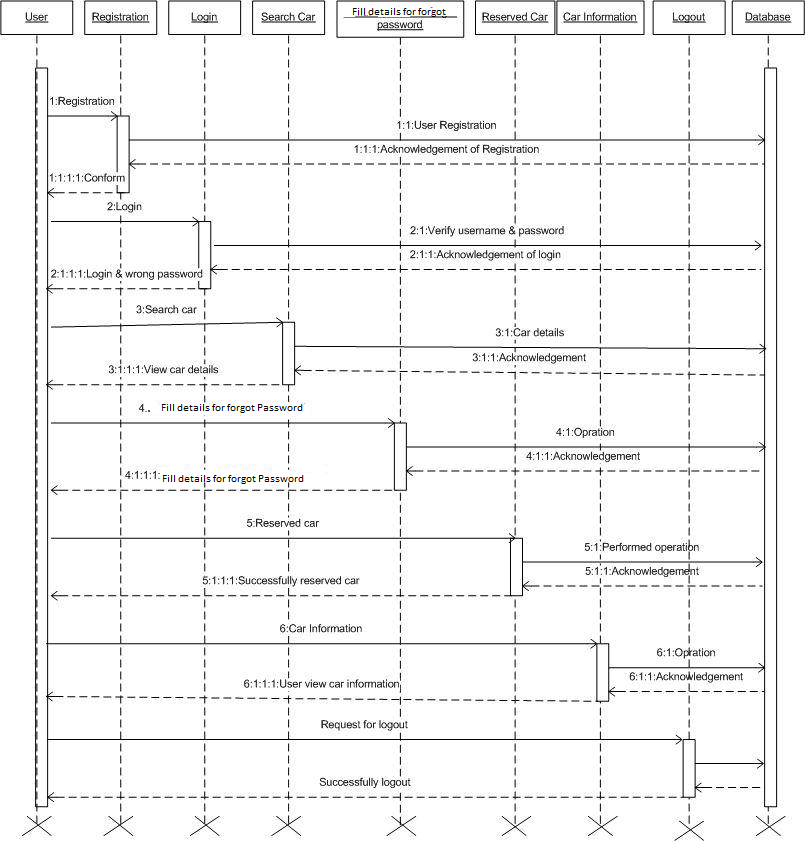 User
Registration
Login
Search Car
Fill details for forgot
password
Reserved Car
Car Information
Logout
Database
1:Registration
1:1:User Registration
1:1:1:Acknowledgement of Registration
1:1:1:1:Conform
2:Login
2:1:Verify username & password
2:1:1:Acknowledgement of login
2:1:1:1:Login & wrong password
3:Search car
3:1:Car details
3:1:1:Acknowledgement
3:1:1:1:View car details
4.. Fill details for forgot Password
4:1:Opration
4:1:1:Acknowledgement
4:1:1:1: Fill details for forgot Password
5:Reserved car
5:1:Performed operation
5:1:1:Acknowledgement
5:1:1:1:Successfully reserved car
6:Car Information
6:1:Opration
6:1:1:Acknowledgement
6:1:1:1:User view car information
Request for logout
Successfully logout